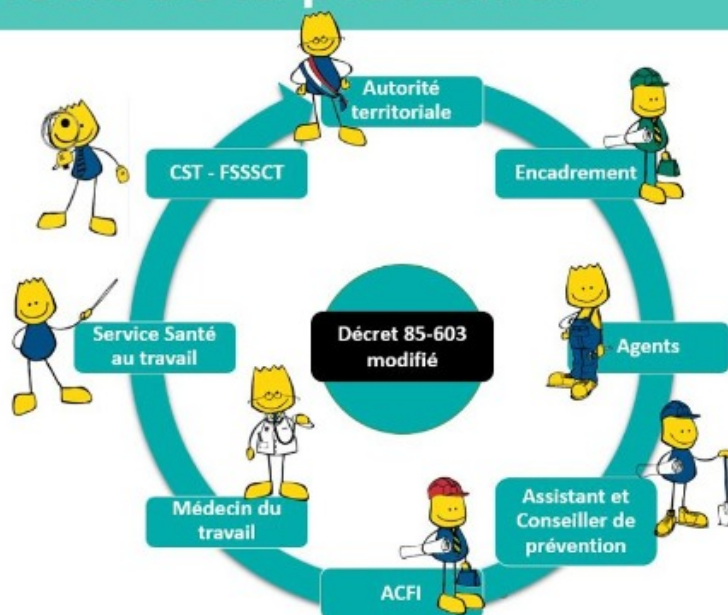 Autorité
territoriale
Encadrement
Agents
Assistant et
Conseiller de
prévention
ACFI
Médecin du
travail
Service Santé
au travail
CST - FSSSCT
Décret 85-603
modifié